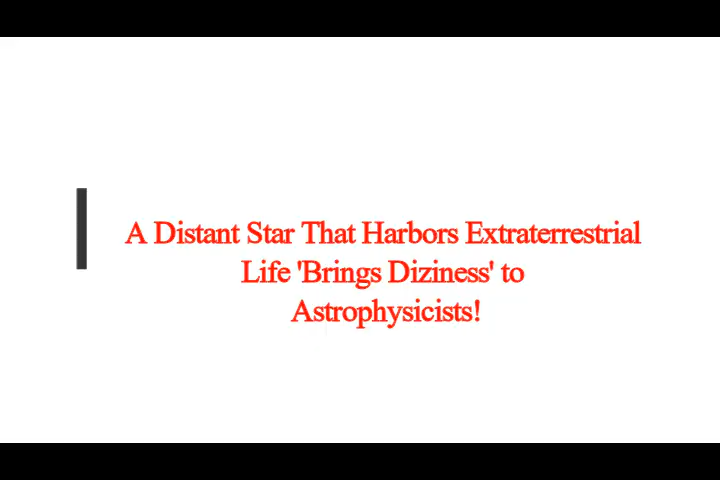 A Distant Star That Harbors Extraterrestrial
Life 'Brings Diziness' to
Astrophysicists!